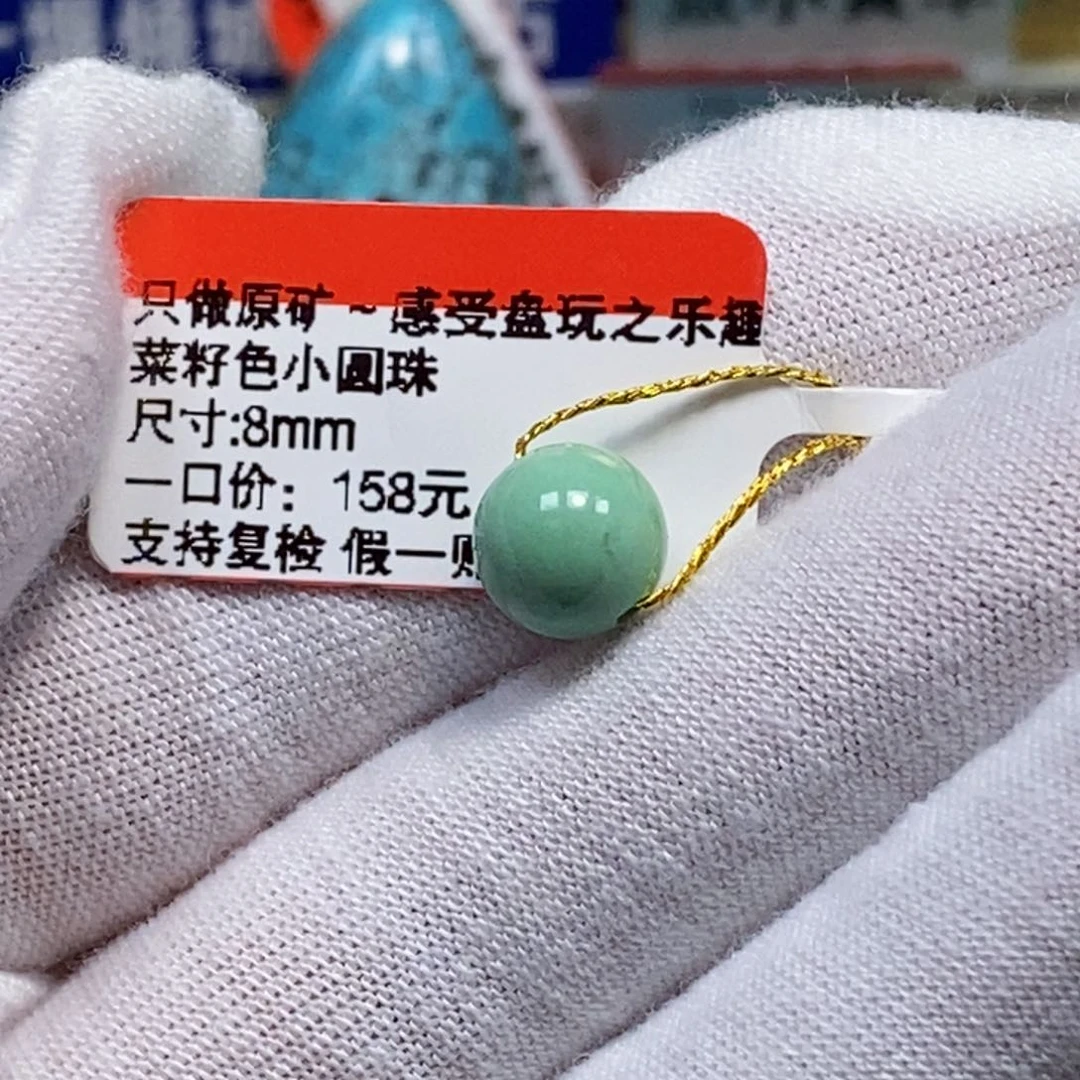 只做原矿 ~ 感受盘玩之乐趣
菜籽色小圆珠
尺寸:8mm
一口价：158元
支持复检 假一